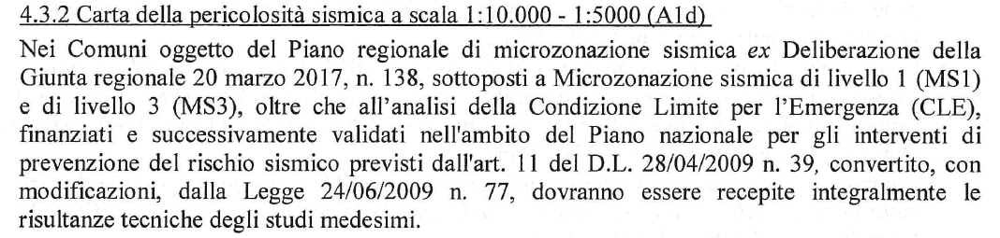 4.3.2 Carta della pericolosità sismica a scala 1:10.000 - 1:5000 (A1d)
Nei Comuni oggetto del Piano regionale di microzonazione sismica ex Deliberazione della
Giunta regionale 20 marzo 2017, n. 138, sottoposti a Microzonazione sismica di livello 1 (MS1)
e di livello 3 (MS3), oltre che all'analisi della Condizione Limite per l'Emergenza (CLE),
finanziati e successivamente validati nell'ambito del Piano nazionale per gli interventi di
prevenzione del rischio sismico previsti dall'art. 11 del D.L. 28/04/2009 n. 39, convertito, con
modificazioni, dalla Legge 24/06/2009 n. 77, dovranno essere recepite integralmente le
risultanze tecniche degli studi medesimi.